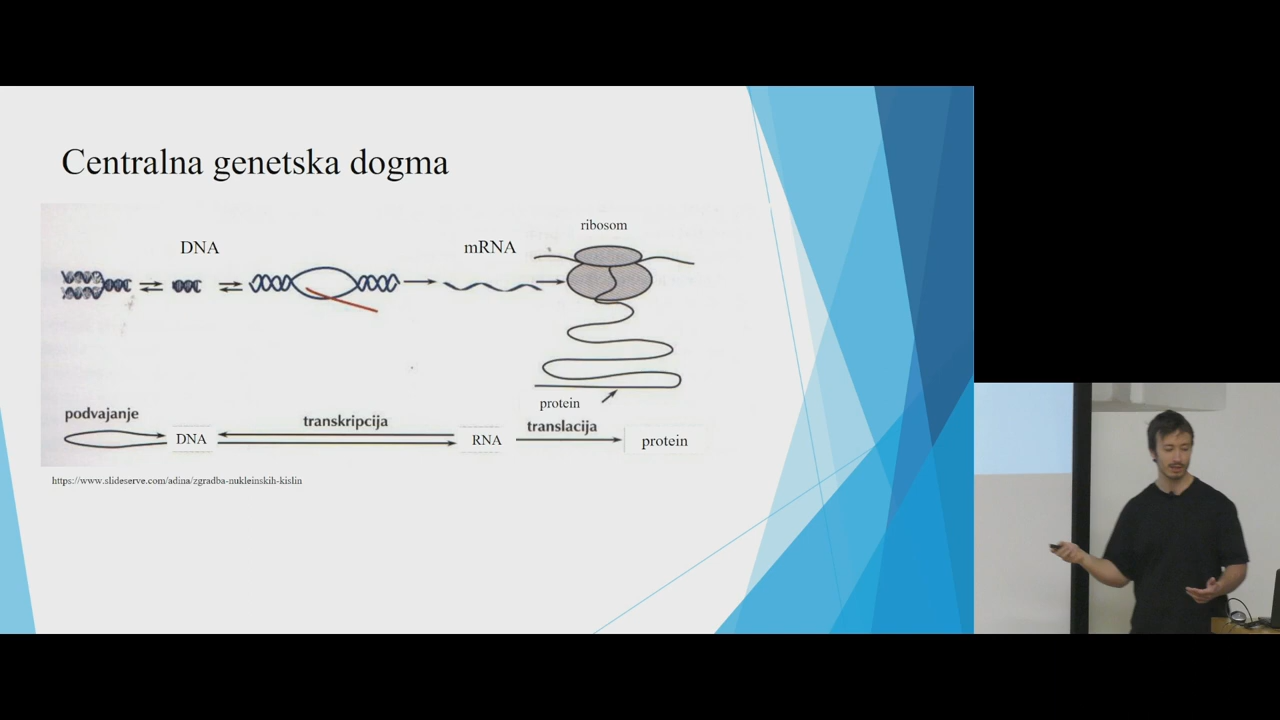 Centralna genetska dogma
ribosom
DNA
mRNA
protein
podvajanje
transkripcija
translacija
DNA
RNA
protein
https://www.slideserve.com/adina/zgradba-nukleinskih-kislin